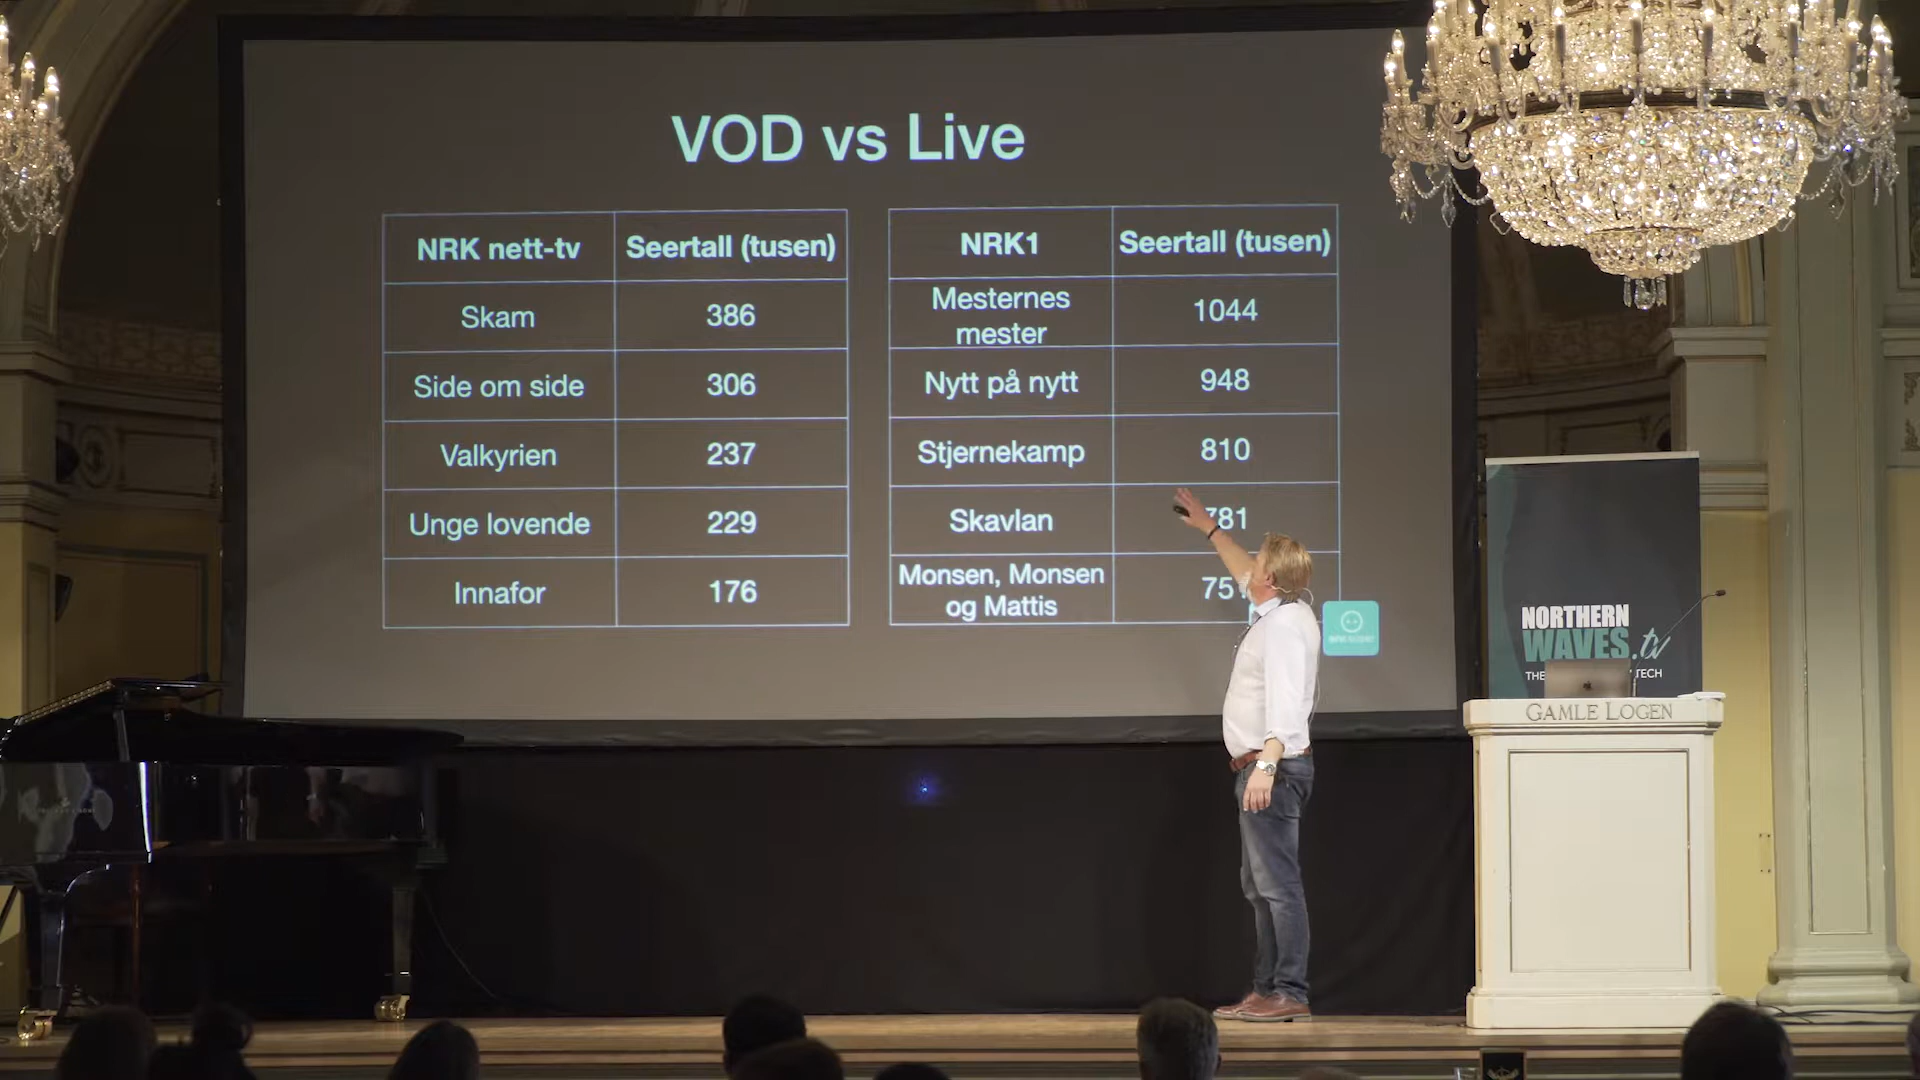 VOD vs Live
NRK nett-tv Seertall (tusen)
Skam 386
Side om side 306
Valkyrien 237
Unge lovende 229
Innafor 176
NRK1 Seertall (tusen)
Mesternes
mester
1044
Nytt på nytt 948
Stjernekamp 810
Skavlan
Monsen, Monsen
og Mattis
NORTHERN
WAVES.tv
TECH
GAMLE LOGEN